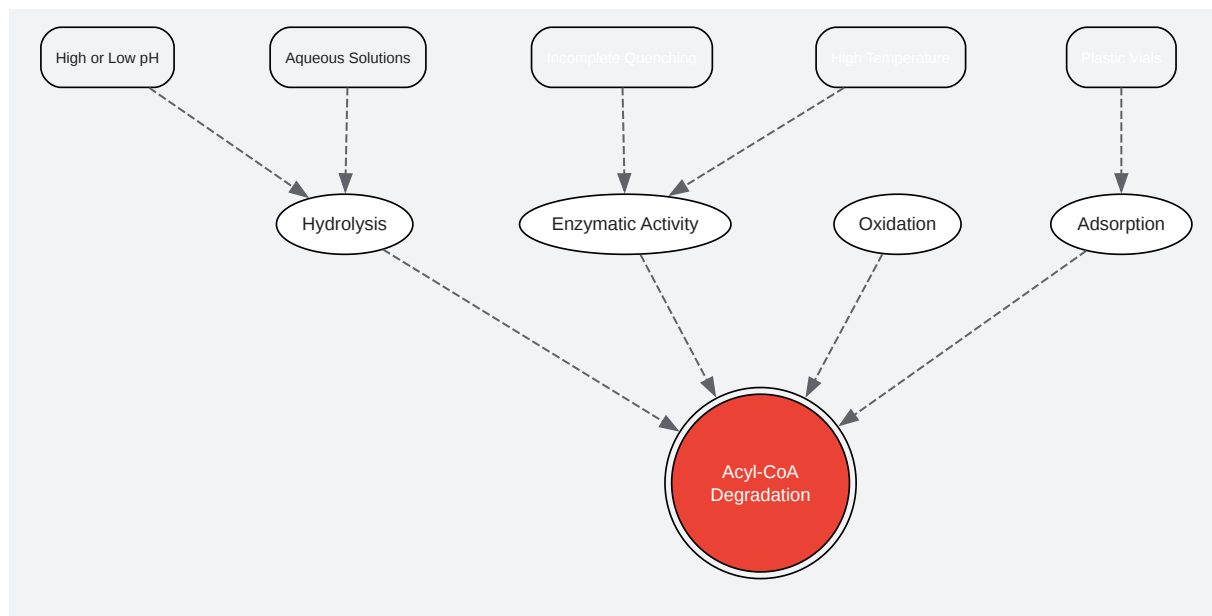 High or Low pH
Aqueous Solutions
Incomplete Quenching
High Temperature
Plastic Vials
Hydrolysis
Enzymatic Activity
Oxidation
Adsorption
Acyl-CoA
Degradation